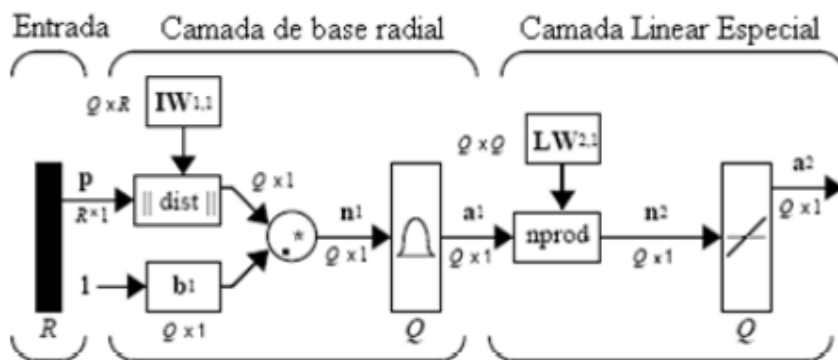 Entrada Camada de base radial Camada Linear Especial
Q x R IW1,1
Q x Q LW2,1
p
R x 1
|| dist ||
Q x 1
.*
n1
Q x 1
a1
Q x 1
nprod
n2
Q x 1
a2
Q x 1
1
b1
Q x 1
R
Q
Q